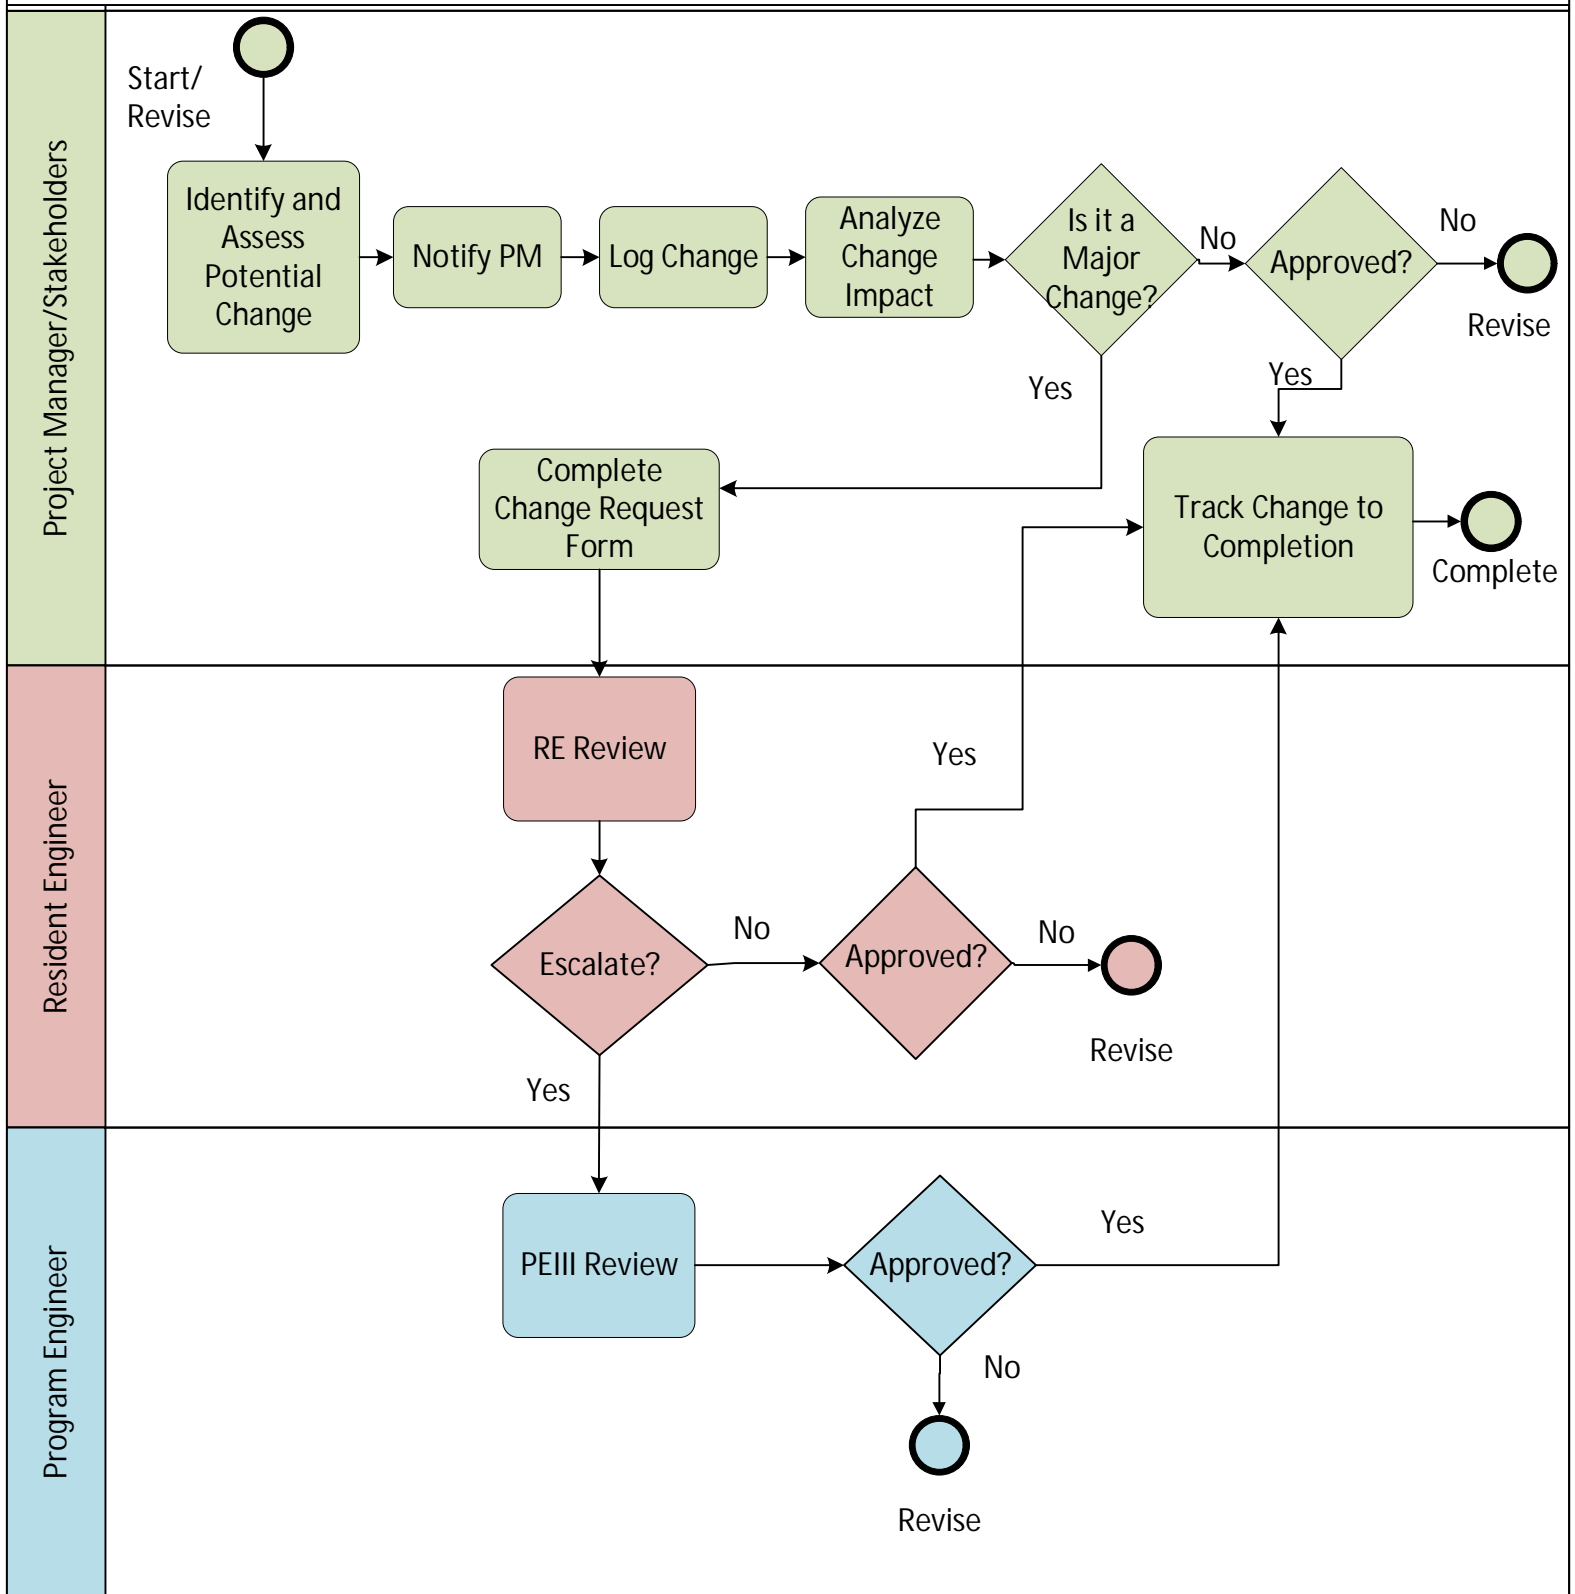 Project Manager/Stakeholders
Start/
Revise
Identify and
Assess
Potential
Change
Notify PM
Log Change
Analyze
Change
Impact
Is it a
Major
Change?
No
Approved?
No
Revise
Yes
Yes
Complete
Change Request
Form
Track Change to
Completion
Complete
Resident Engineer
RE Review
Yes
Escalate?
No
Approved?
No
Revise
Yes
Program Engineer
PEIII Review
Approved?
Yes
No
Revise